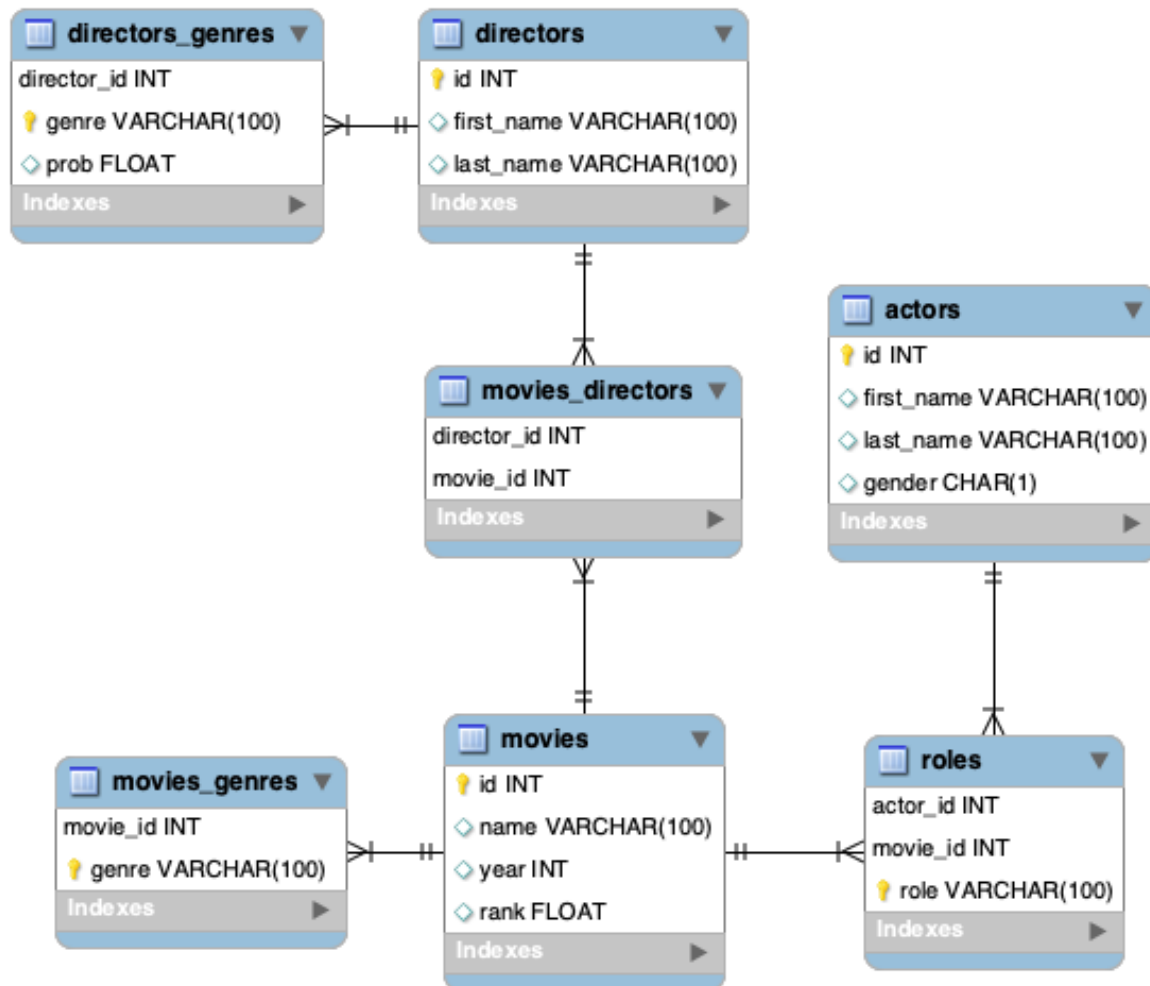 directors_genres
director_id INT
genre VARCHAR(100)
prob FLOAT
Indexes
directors
id INT
first_name VARCHAR(100)
last_name VARCHAR(100)
Indexes
actors
id INT
first_name VARCHAR(100)
last_name VARCHAR(100)
gender CHAR(1)
Indexes
movies_directors
director_id INT
movie_id INT
Indexes
movies_genres
movie_id INT
genre VARCHAR(100)
Indexes
movies
id INT
name VARCHAR(100)
year INT
rank FLOAT
Indexes
roles
actor_id INT
movie_id INT
role VARCHAR(100)
Indexes